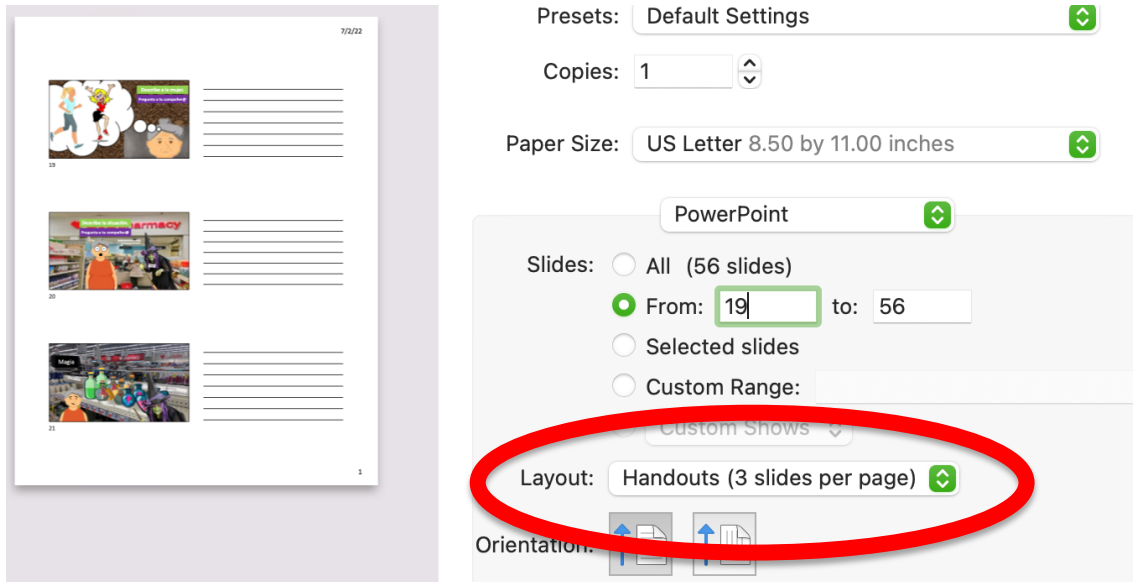 7/2/22
Describe a la mujer
Pregunta a tu compañer@
19
Describe la situación
Pregunta a tu compañer@
armacy
20
Magia
21
1
Presets: Default Settings
Copies: 1
Paper Size: US Letter 8.50 by 11.00 inches
PowerPoint
Slides: All (56 slides)
From: 19 to: 56
Selected slides
Custom Range:
Custom Shows
Layout: Handouts (3 slides per page)
Orientation: